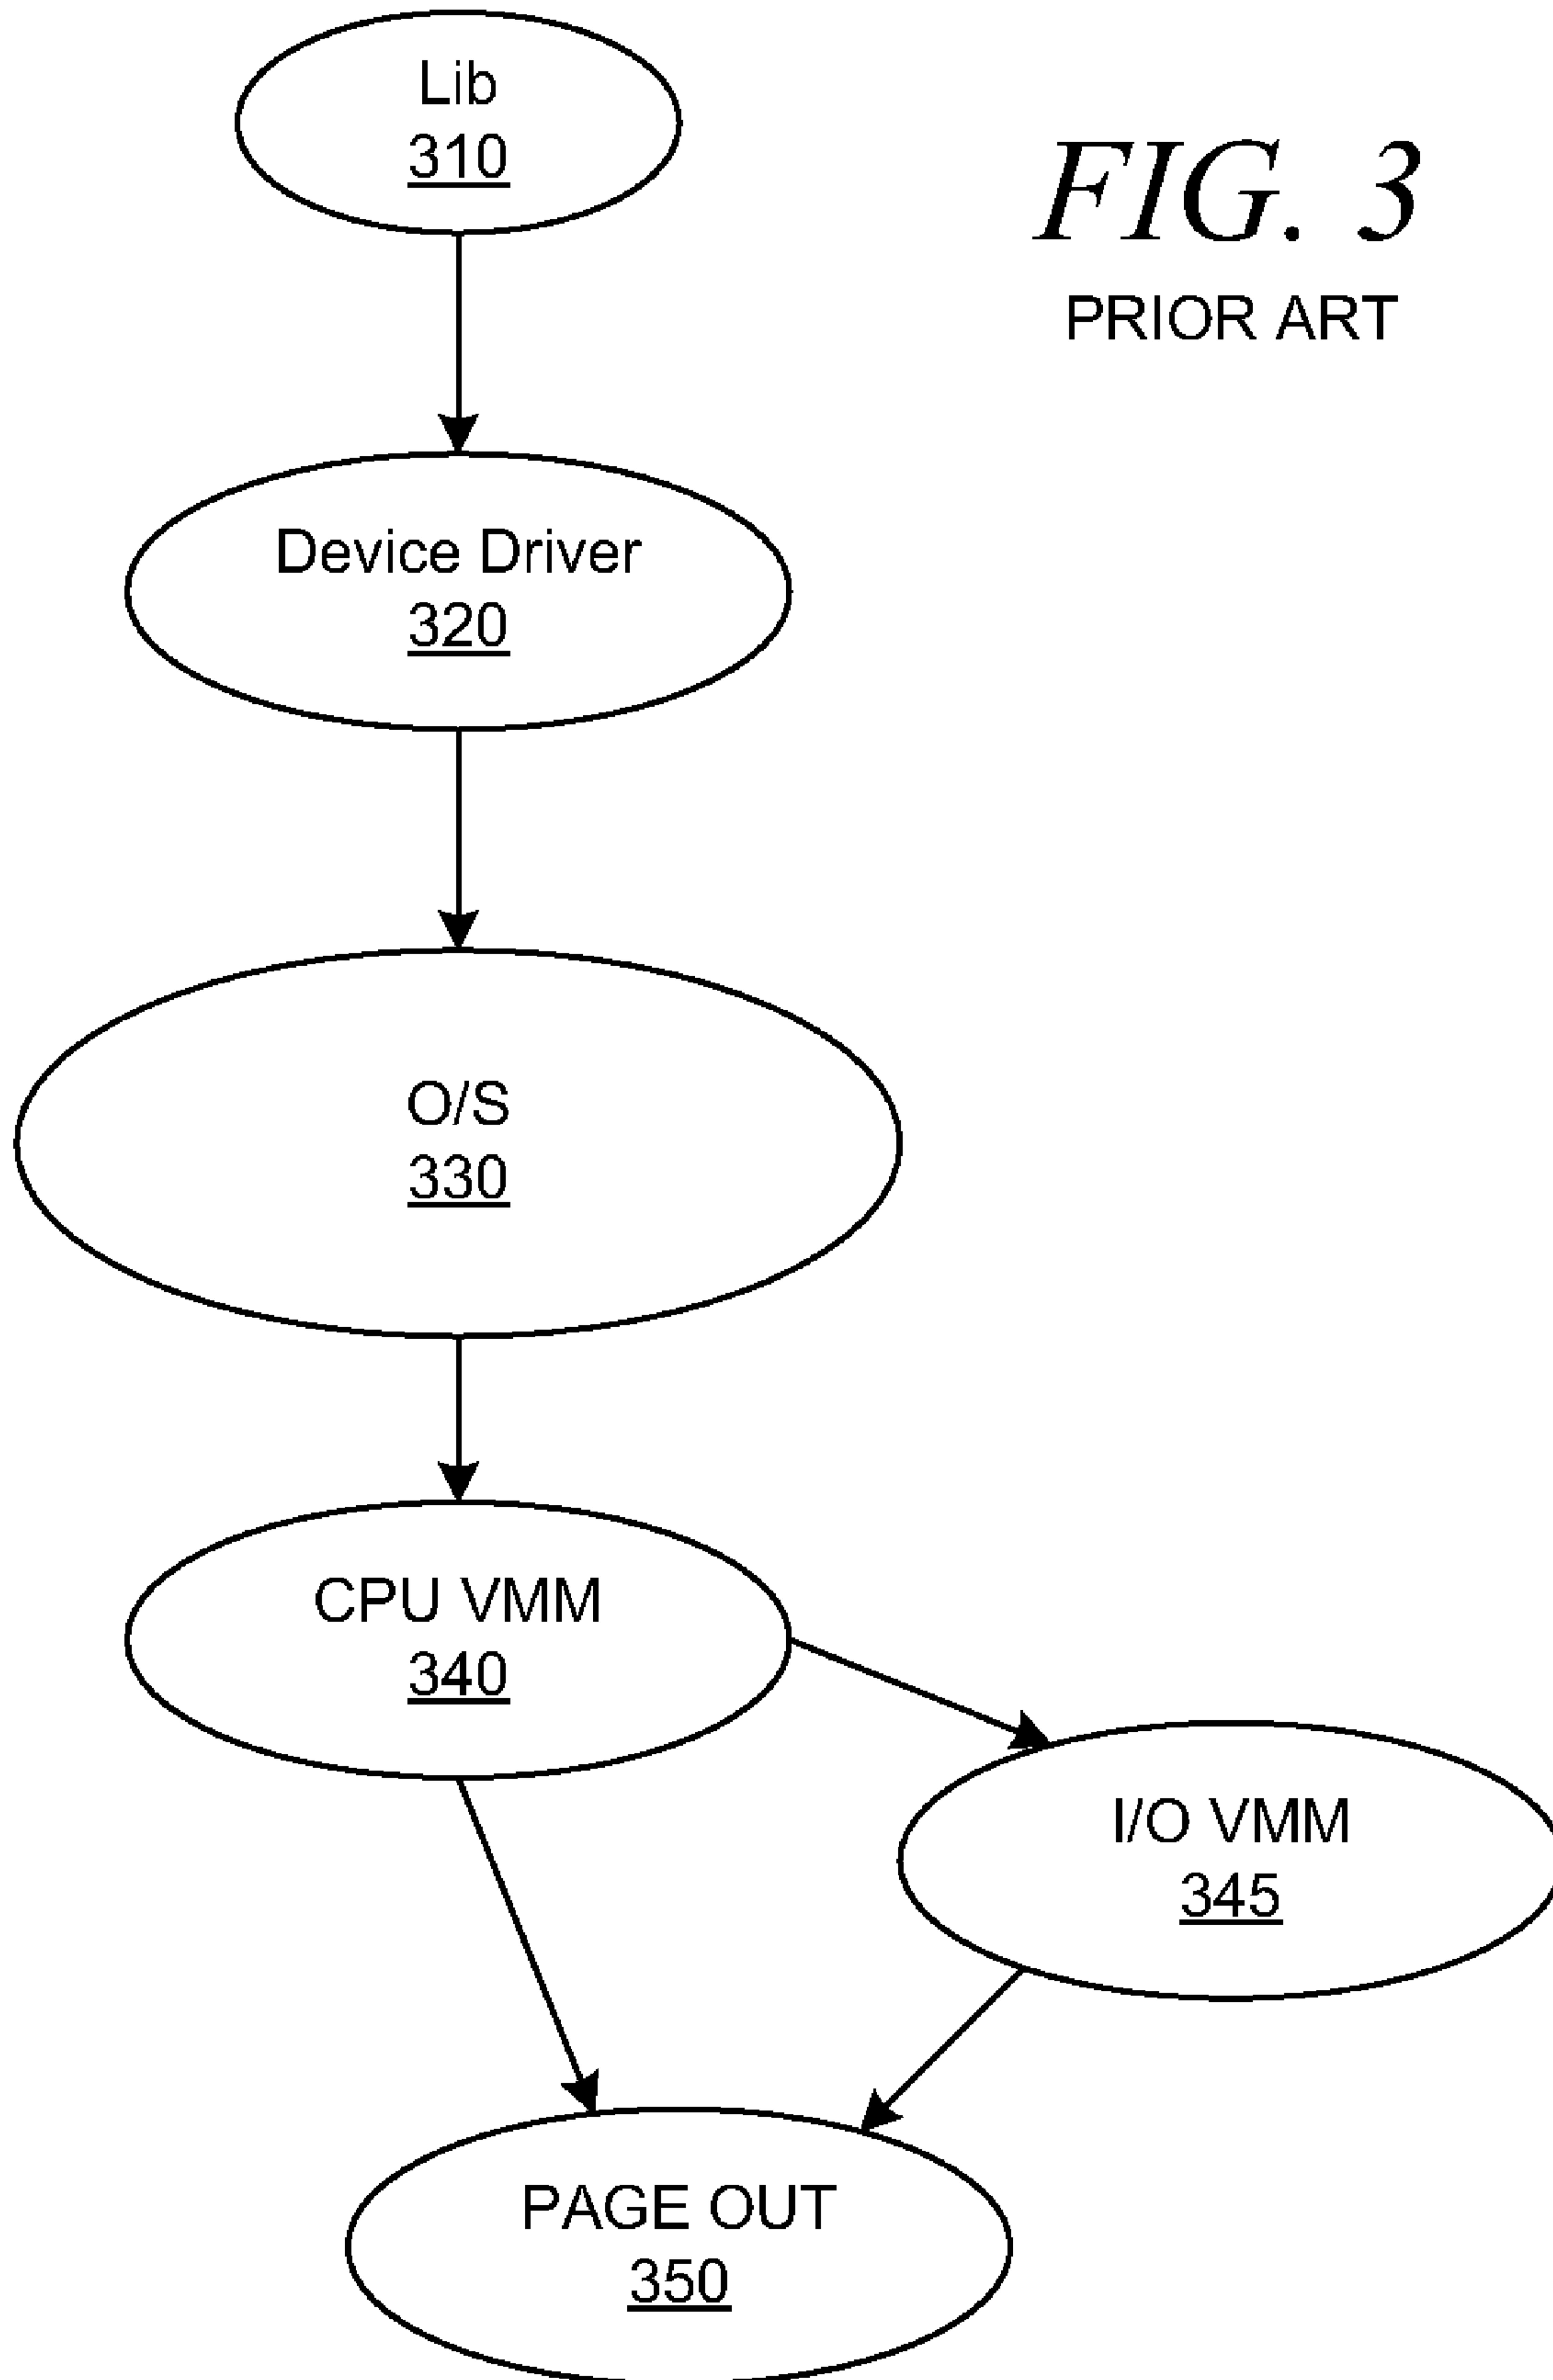 Lib
310
FIG. 3
PRIOR ART
Device Driver
320
O/S
330
CPU VMM
340
I/O VMM
345
PAGE OUT
350